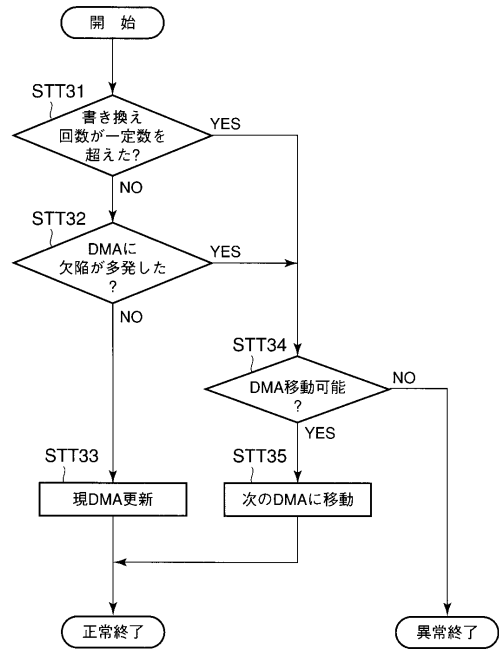 開 始
STT31
書き換え
回数が一定数を
超えた?
YES
NO
STT32
DMAに
欠陥が多発した
?
YES
NO
STT34
DMA移動可能
?
NO
YES
STT33
現DMA更新
STT35
次のDMAに移動
正常終了
異常終了